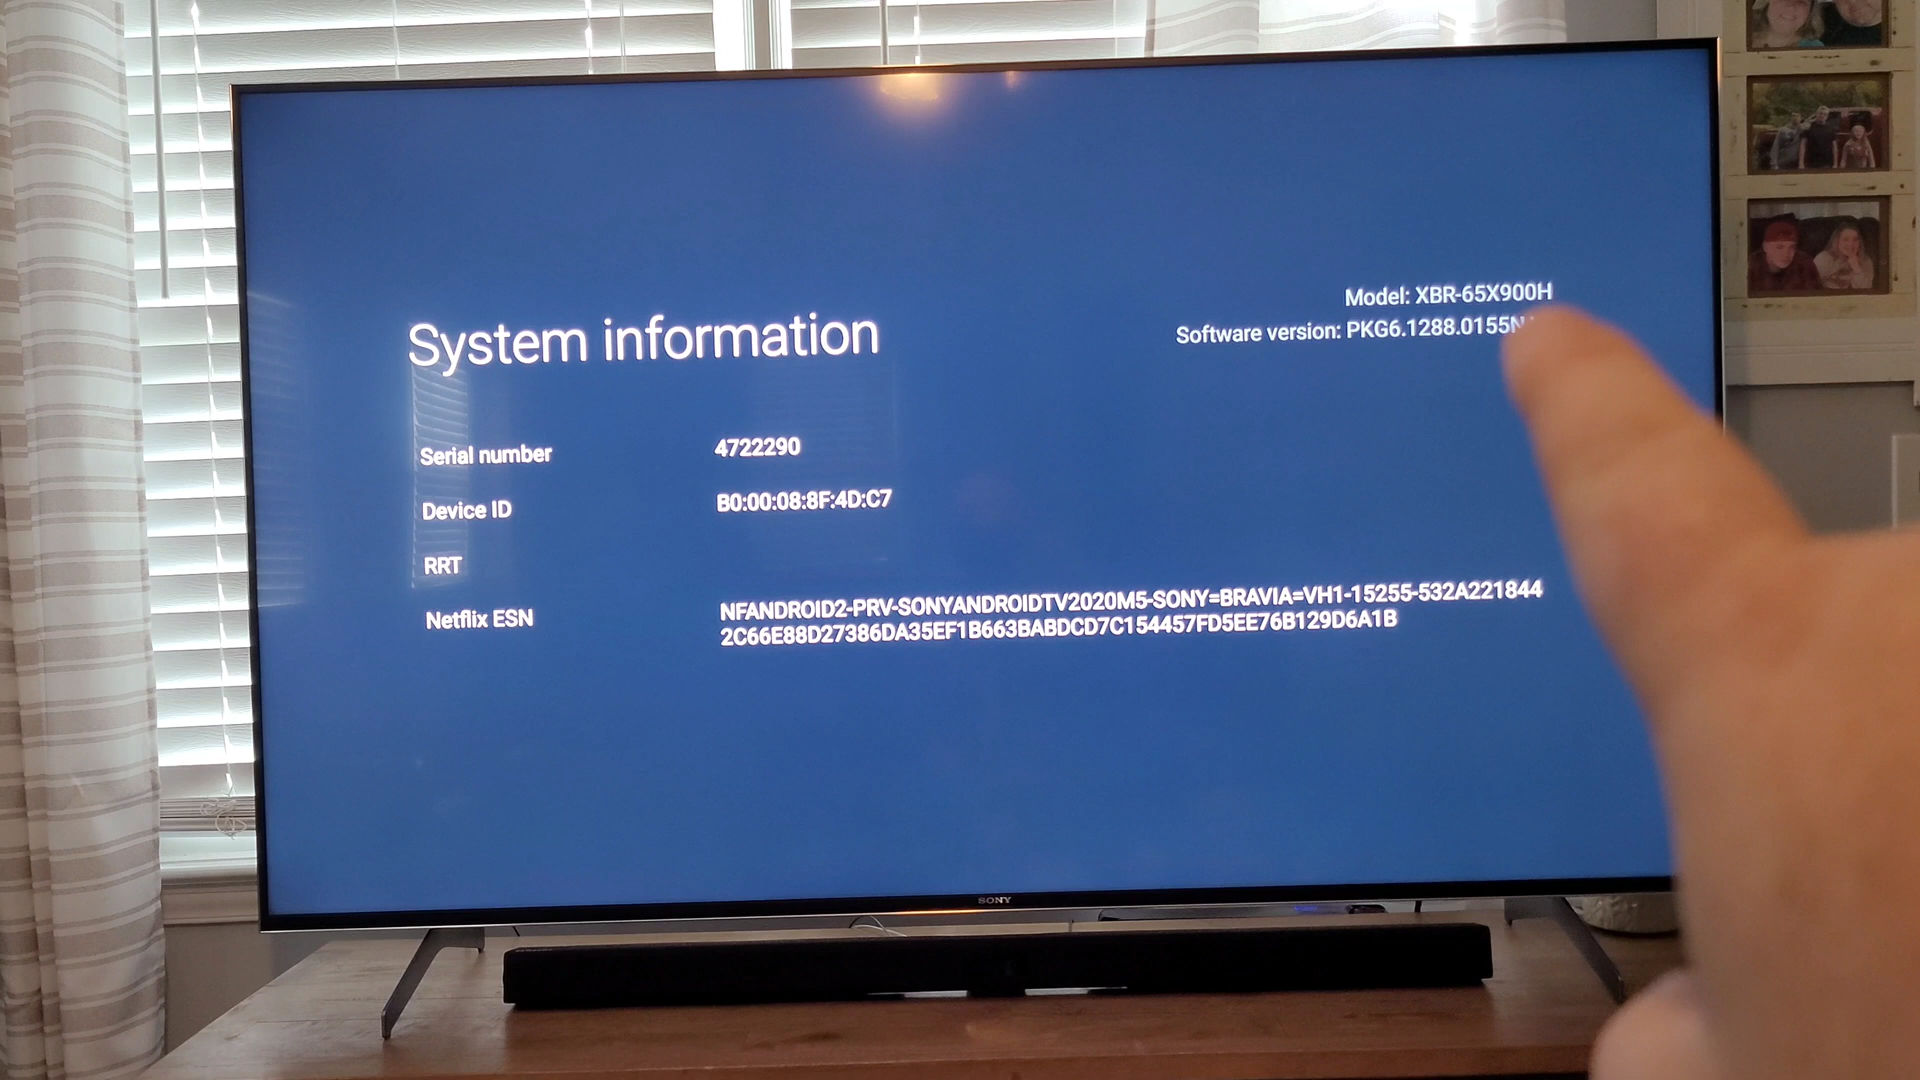 Model: XBR-65X900H
Software version: PKG6.1288.0155N
System information
Serial number 4722290
Device ID B0:00:08:8F:4D:C7
RRT
Netflix ESN NFANDROID2-PRV-SONYANDROIDTV2020M5-SONY=BRAVIA=VH1-15255-532A221844
2C66E88D27386DA35EF1B663BABDCD7C154457FD5EE76B129D6A1B
SONY